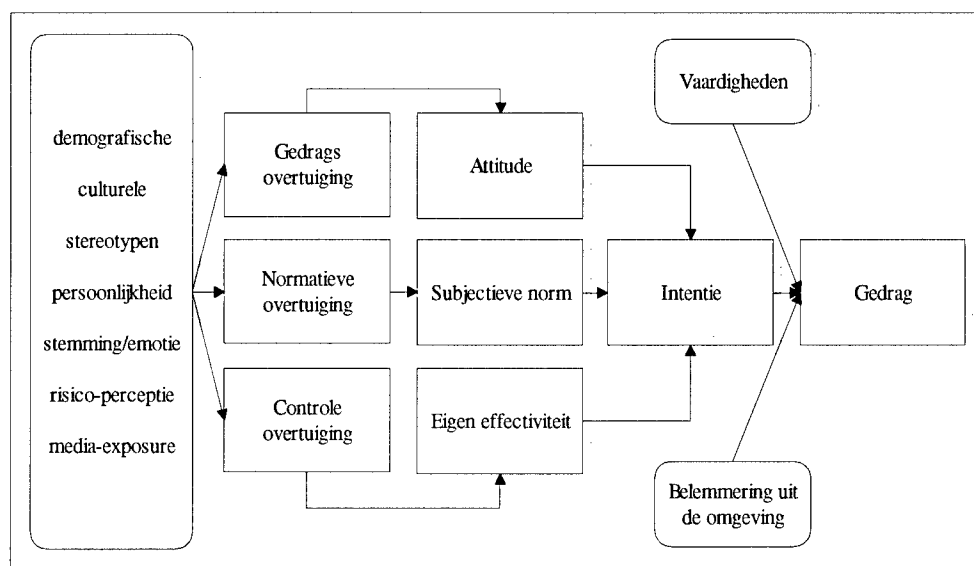 demografische
culturele
stereotypen
persoonlijkheid
stemming/emotie
risico-perceptie
media-exposure
Gedrags
overtuiging
Normatieve
overtuiging
Controle
overtuiging
Attitude
Subjectieve norm
Eigen effectiviteit
Intentie
Vaardigheden
Belemmering uit
de omgeving
Gedrag